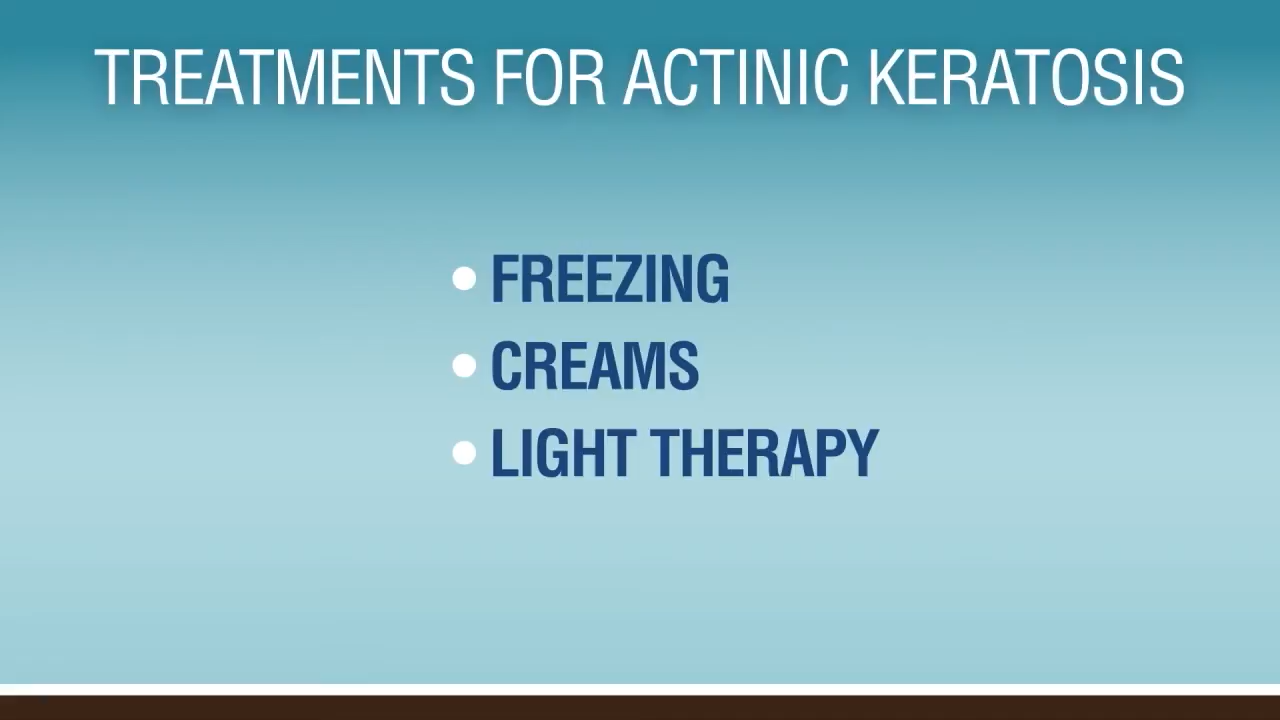 TREATMENTS FOR ACTINIC KERATOSIS
• FREEZING
• CREAMS
• LIGHT THERAPY